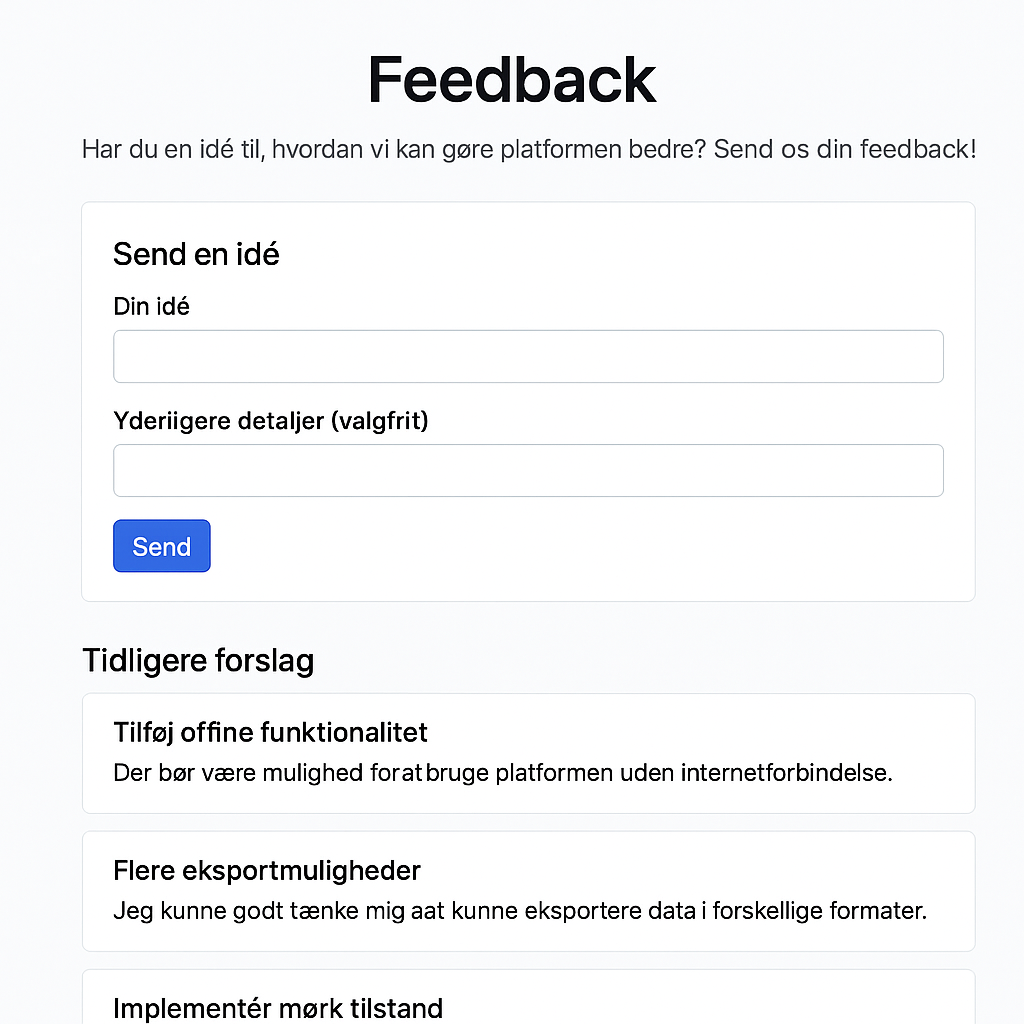 Feedback
Har du en idé til, hvordan vi kan gøre platformen bedre? Send os din feedback!
Send en idé
Din idé
Yderiigere detaljer (valgfrit)
Send
Tidligere forslag
Tilføj offine funktionalitet
Der bør være mulighed for at bruge platformen uden internetforbindelse.
Flere eksportmuligheder
Jeg kunne godt tænke mig aat kunne eksportere data i forskellige formater.
Implementér mørk tilstand